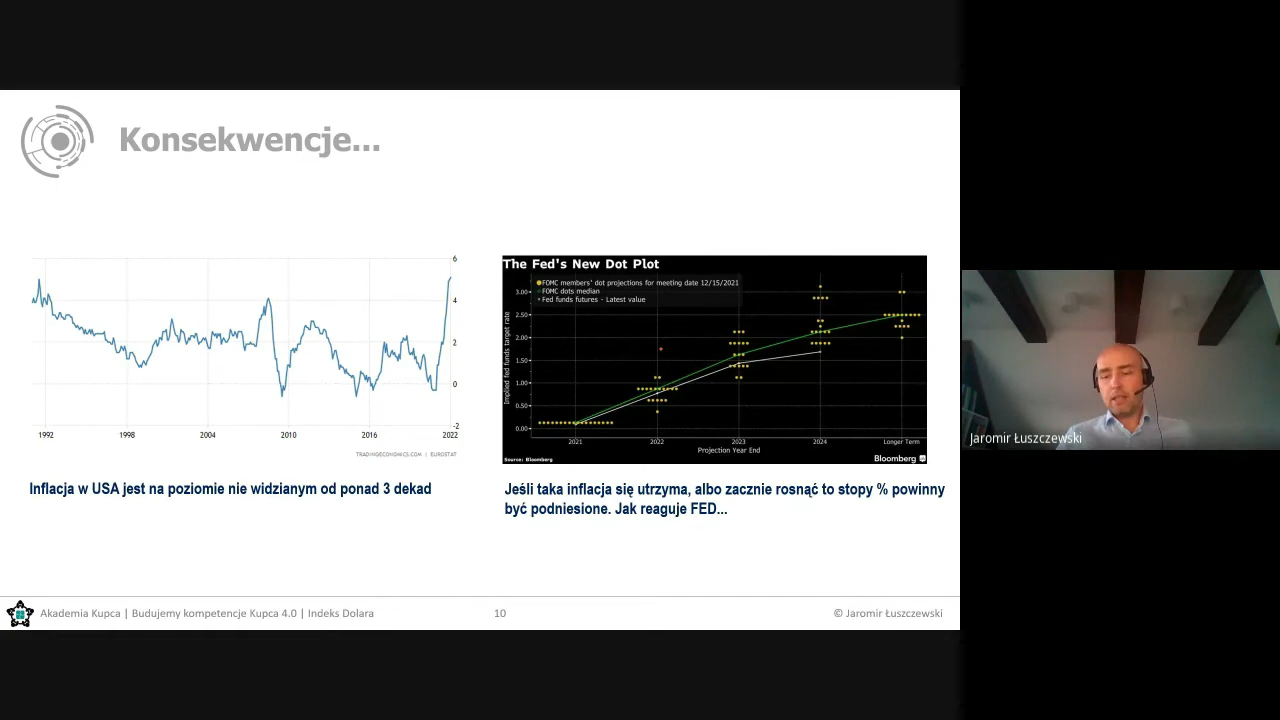 Konsekwencje...
6
4
2
0
-2
1992 1998 2004 2010 2016 2022
TRADINGECONOMICS.COM | EUROSTAT
Inflacja w USA jest na poziomie nie widzianym od ponad 3 dekad
The Fed's New Dot Plot
FOMC members' dot projections for meeting date 12/15/2021
FOMC dots median
Fed funds futures - Latest value
Implied fed funds target rate
3.00
2.50
2.00
1.50
1.00
0.50
0.00
2021 2022 2023 2024 Longer Term
Projection Year End
Source: Bloomberg
Bloomberg
Jeśli taka inflacja się utrzyma, albo zacznie rosnąć to stopy % powinny
być podniesione. Jak reaguje FED...
Akademia Kupca | Budujemy kompetencje Kupca 4.0 | Indeks Dolara
10
© Jaromir Łuszczewski
Jaromir Łuszczewski